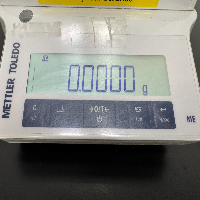 METTLER TOLEDO
0.0000 g
→O/T←
ME